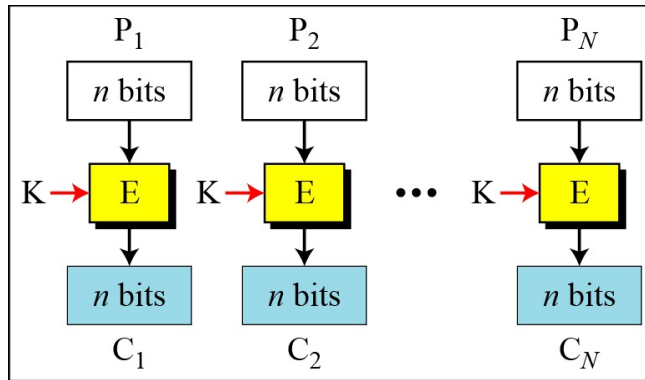 P1 P2 PN
n bits n bits n bits
K E K E ••• K E
n bits n bits n bits
C1 C2 CN